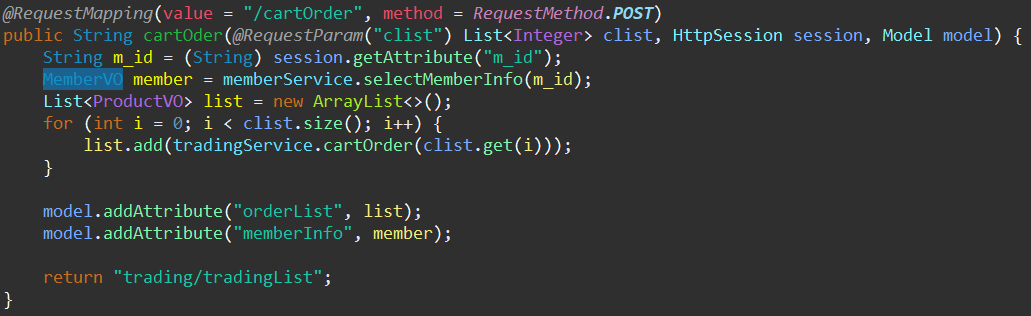 @RequestMapping(value = "/cartOrder", method = RequestMethod.POST)
public String cartOder(@RequestParam("clist") List<Integer> clist, HttpSession session, Model model) {
    String m_id = (String) session.getAttribute("m_id");
    MemberVO member = memberService.selectMemberInfo(m_id);
    List<ProductVO> list = new ArrayList<>();
    for (int i = 0; i < clist.size(); i++) {
        list.add(tradingService.cartOrder(clist.get(i)));
    }

    model.addAttribute("orderList", list);
    model.addAttribute("memberInfo", member);

    return "trading/tradingList";
}